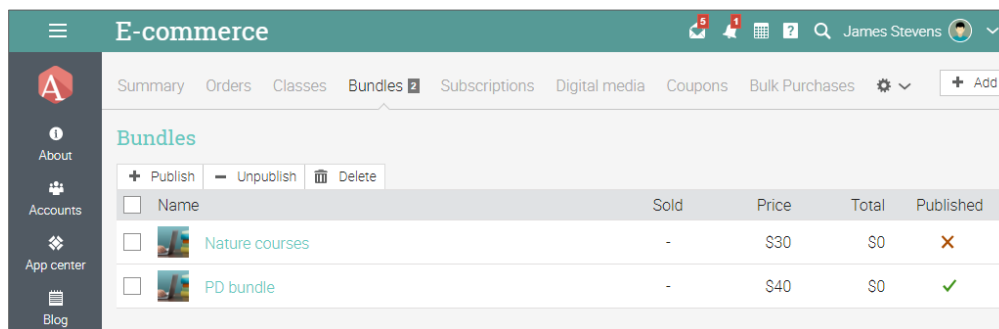 E-commerce 5 1 ? James Stevens
A
Summary Orders Classes Bundles 2 Subscriptions Digital media Coupons Bulk Purchases + Add
About
Accounts
App center
Blog
Bundles
+ Publish − Unpublish Delete
Name Sold Price Total Published
Nature courses - $30 $0
PD bundle - $40 $0